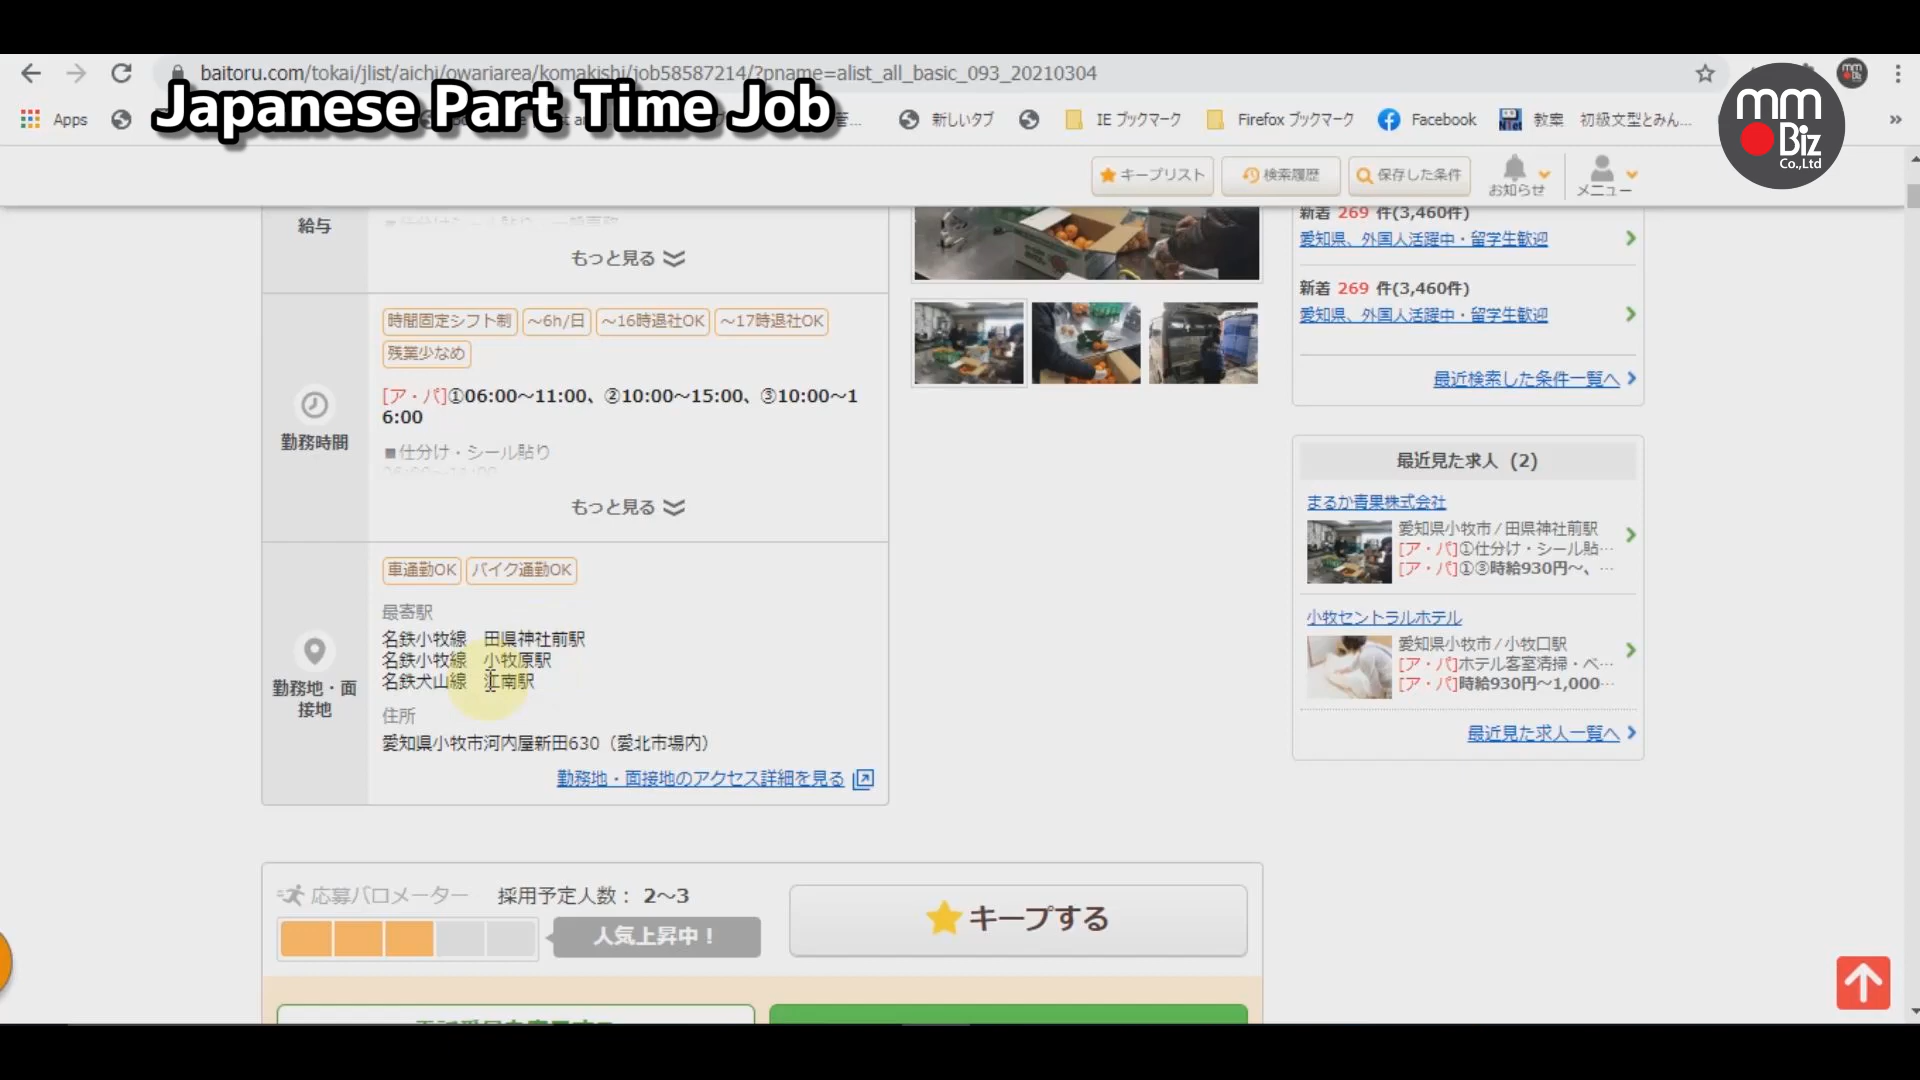 baitoru.com/tokai/jlist/aichi/owariarea/komakishi/job58587214/?pname=alist_all_basic_093_20210304
Japanese Part Time Job
Apps
新しいタブ
IE ブックマーク
Firefox ブックマーク
Facebook
教案
初級文型とみん...
mm
Biz
Co.,Ltd
キープリスト
検索履歴
保存した条件
お知らせ
メニュー
給与
もっと見る
勤務時間
時間固定シフト制
～6h/日
～16時退社OK
～17時退社OK
残業少なめ
[ア・パ]①06:00～11:00、②10:00～15:00、③10:00～1
6:00
■仕分け・シール貼り
06:00～11:00
もっと見る
勤務地・面
接地
車通勤OK
バイク通勤OK
最寄駅
名鉄小牧線　田県神社前駅
名鉄小牧線　小牧原駅
名鉄犬山線　江南駅
住所
愛知県小牧市河内屋新田630（愛北市場内）
勤務地・面接地のアクセス詳細を見る
応募バロメーター
採用予定人数： 2～3
人気上昇中！
キープする
新着 269 件(3,460件)
愛知県、外国人活躍中・留学生歓迎
新着 269 件(3,460件)
愛知県、外国人活躍中・留学生歓迎
最近検索した条件一覧へ
最近見た求人（2）
まるか青果株式会社
愛知県小牧市 / 田県神社前駅
[ア・パ]①仕分け・シール貼…
[ア・パ]①③時給930円～、…
小牧セントラルホテル
愛知県小牧市 / 小牧口駅
[ア・パ]ホテル客室清掃・ベ…
[ア・パ]時給930円～1,000…
最近見た求人一覧へ